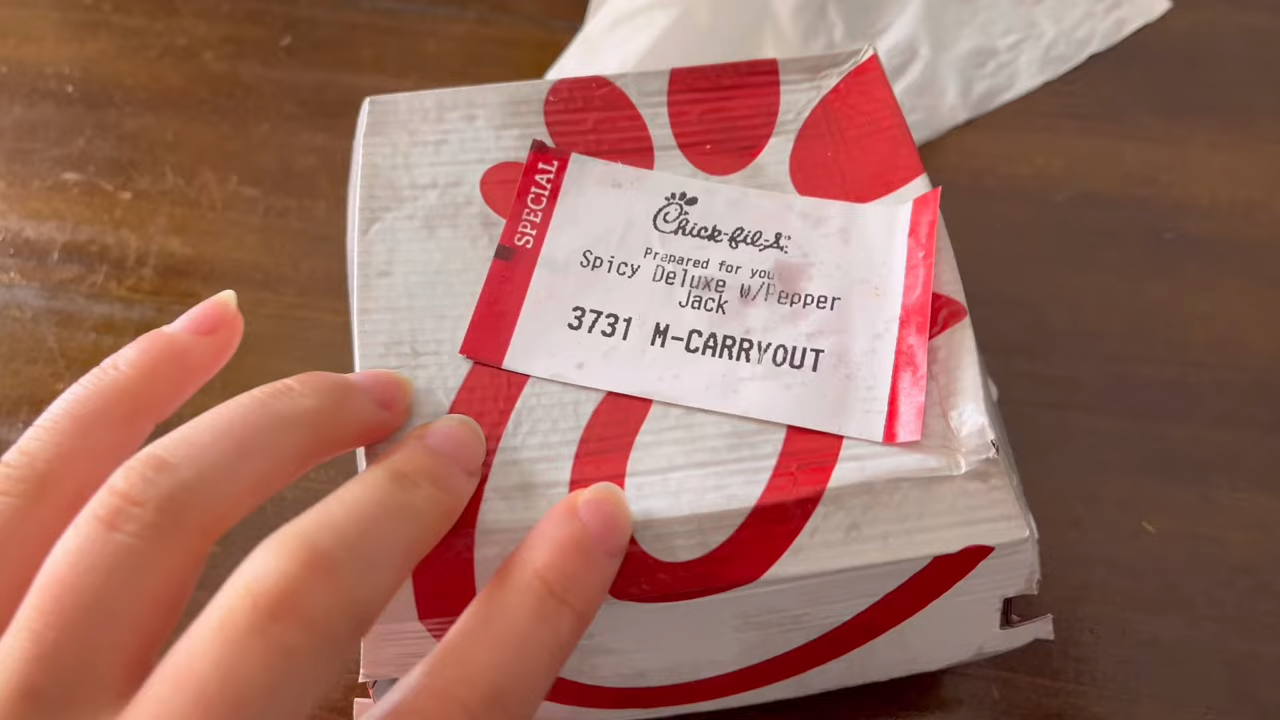 SPECIAL
Chick-fil-A
Prepared for you
Spicy Deluxe w/Pepper
Jack
3731 M-CARRYOUT